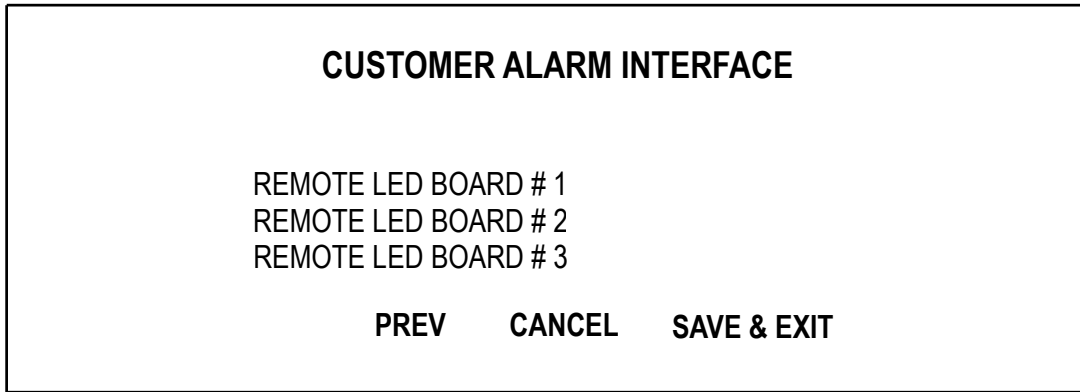 CUSTOMER ALARM INTERFACE
REMOTE LED BOARD # 1
REMOTE LED BOARD # 2
REMOTE LED BOARD # 3
PREV CANCEL SAVE & EXIT